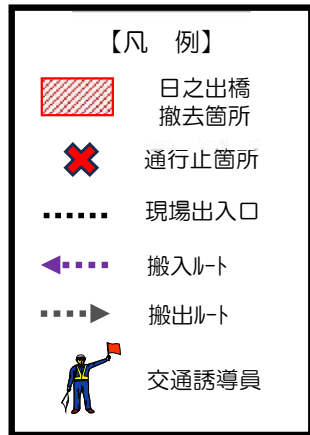 【凡 例】
日之出橋
撤去箇所
通行止箇所
現場出入口
搬入ﾙｰﾄ
搬出ﾙｰﾄ
交通誘導員